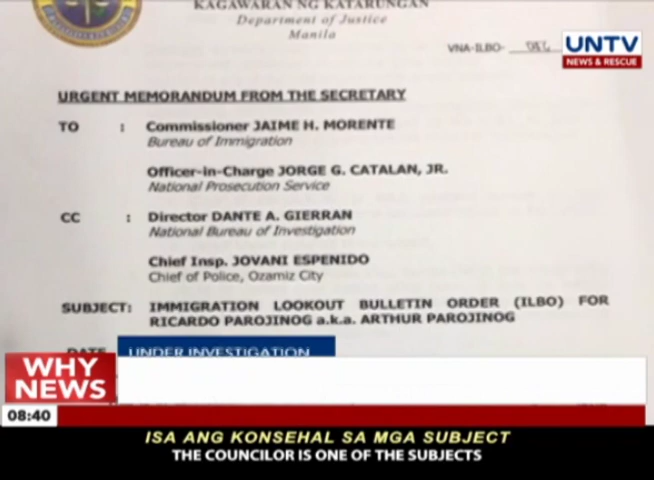 KAGAWARAN NG KATARUNGAN
Department of Justice
Manila
VNA-ILBO-
UNTV
NEWS & RESCUE
URGENT MEMORANDUM FROM THE SECRETARY
TO : Commissioner JAIME H. MORENTE
Bureau of Immigration
Officer-in-Charge JORGE G. CATALAN, JR.
National Prosecution Service
CC : Director DANTE A. GIERRAN
National Bureau of Investigation
Chief Insp. JOVANI ESPENIDO
Chief of Police, Ozamiz City
SUBJECT: IMMIGRATION LOOKOUT BULLETIN ORDER (ILBO) FOR
RICARDO PAROJINOG a.k.a. ARTHUR PAROJINOG
DATE
UNDER INVESTIGATION
WHY
NEWS
08:40
ISA ANG KONSEHAL SA MGA SUBJECT
THE COUNCILOR IS ONE OF THE SUBJECTS